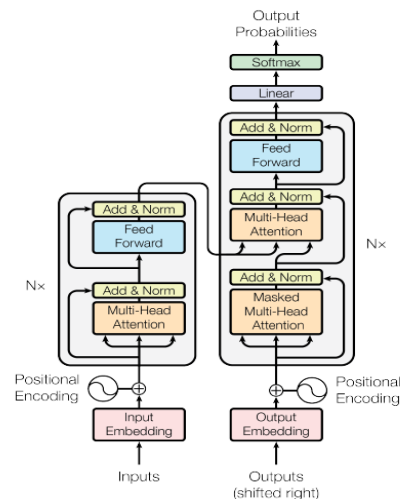 Output
Probabilities
Softmax
Linear
Add & Norm
Feed
Forward
Add & Norm
Multi-Head
Attention
Nx
Add & Norm
Masked
Multi-Head
Attention
Add & Norm
Feed
Forward
Nx
Add & Norm
Multi-Head
Attention
Positional
Encoding
Positional
Encoding
Input
Embedding
Output
Embedding
Inputs
Outputs
(shifted right)